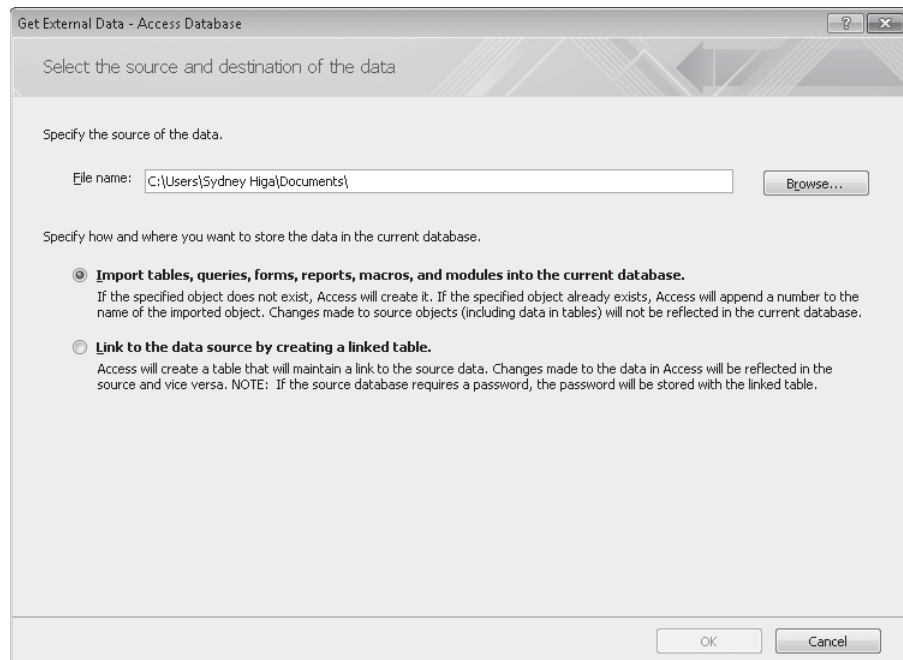 Get External Data - Access Database
Select the source and destination of the data
Specify the source of the data.
File name: C:\Users\Sydney Higa\Documents\ Browse...
Specify how and where you want to store the data in the current database.
Import tables, queries, forms, reports, macros, and modules into the current database.
If the specified object does not exist, Access will create it. If the specified object already exists, Access will append a number to the
name of the imported object. Changes made to source objects (including data in tables) will not be reflected in the current database.
Link to the data source by creating a linked table.
Access will create a table that will maintain a link to the source data. Changes made to the data in Access will be reflected in the
source and vice versa. NOTE: If the source database requires a password, the password will be stored with the linked table.
OK Cancel